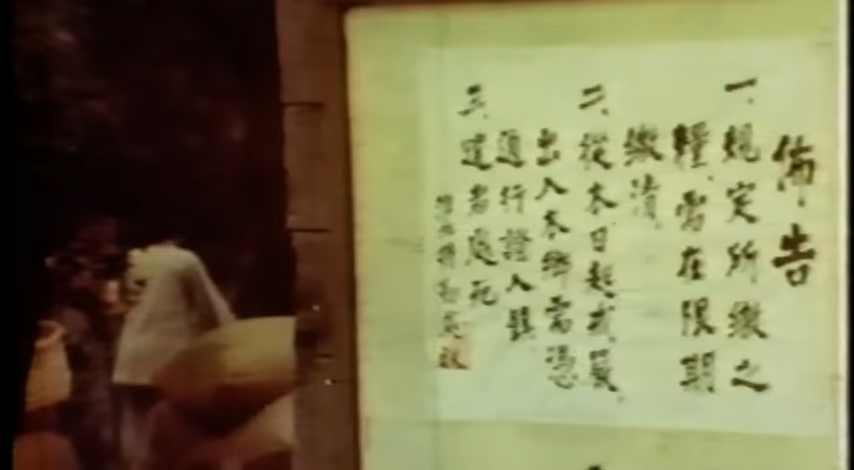 佈告
一、規定所繳之
糧、需在限期
繳清
二、從本日起戒嚴、
出入本鄉需憑
通行證入鎮
三、違者處死